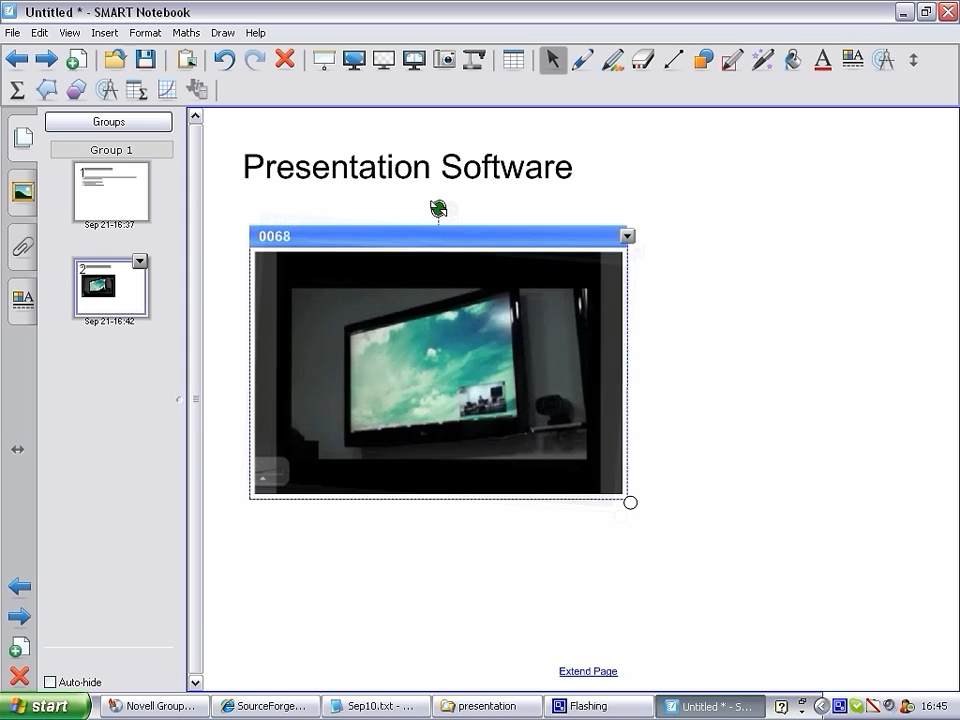 Untitled * - SMART Notebook
File Edit View Insert Format Maths Draw Help
Groups
Group 1
1
Sep 21-16:37
2
Sep 21-16:42
Presentation Software
0068
Extend Page
Auto-hide
start Novell Group... SourceForge... Sep10.txt - ... presentation Flashing Untitled * - S... 16:45